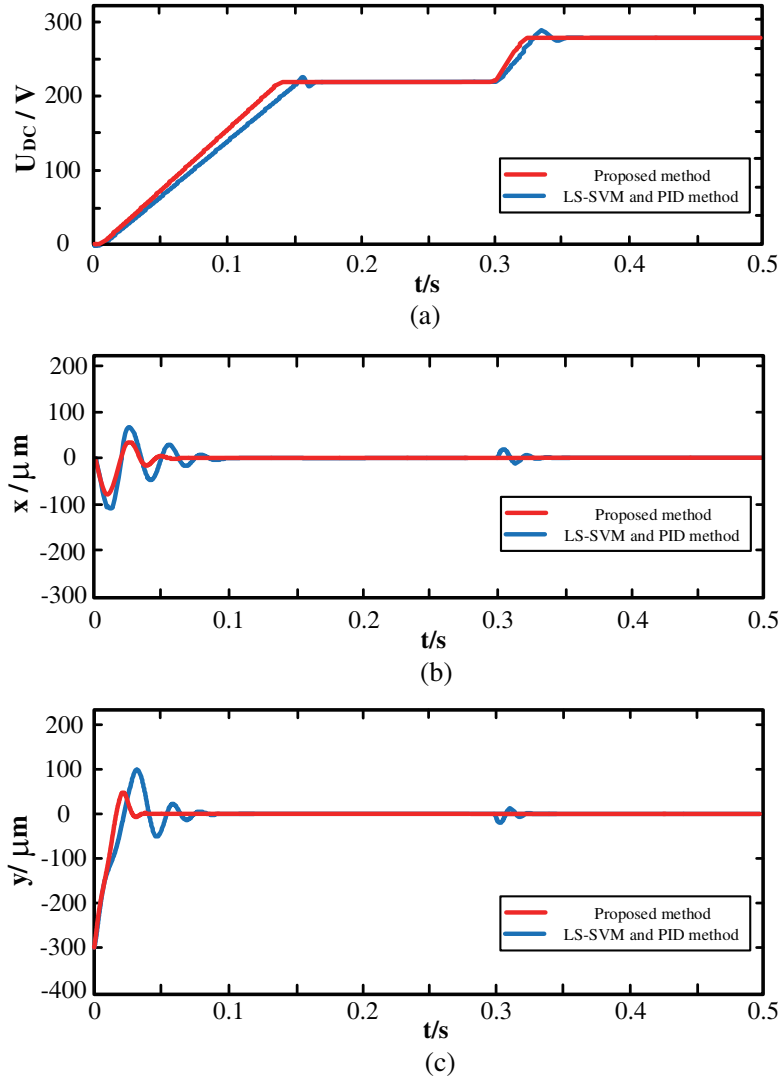 300
200
100
0
U_DC / V
Proposed method
LS-SVM and PID method
0 0.1 0.2 0.3 0.4 0.5
t/s
(a)
200
100
0
-100
-200
-300
x /μm
Proposed method
LS-SVM and PID method
0 0.1 0.2 0.3 0.4 0.5
t/s
(b)
200
100
0
-100
-200
-300
-400
y/ μm
Proposed method
LS-SVM and PID method
0 0.1 0.2 0.3 0.4 0.5
t/s
(c)